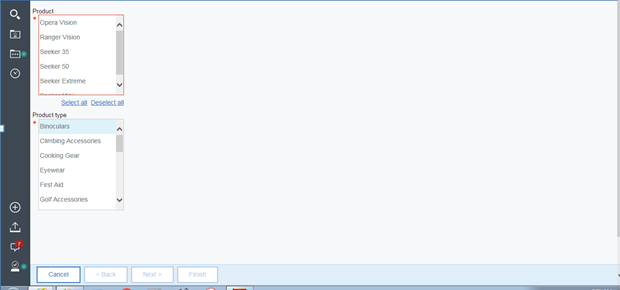 Product
*
Opera Vision
Ranger Vision
Seeker 35
Seeker 50
Seeker Extreme
Select all Deselect all
Product type
*
Binoculars
Climbing Accessories
Cooking Gear
Eyewear
First Aid
Golf Accessories
Cancel < Back Next > Finish